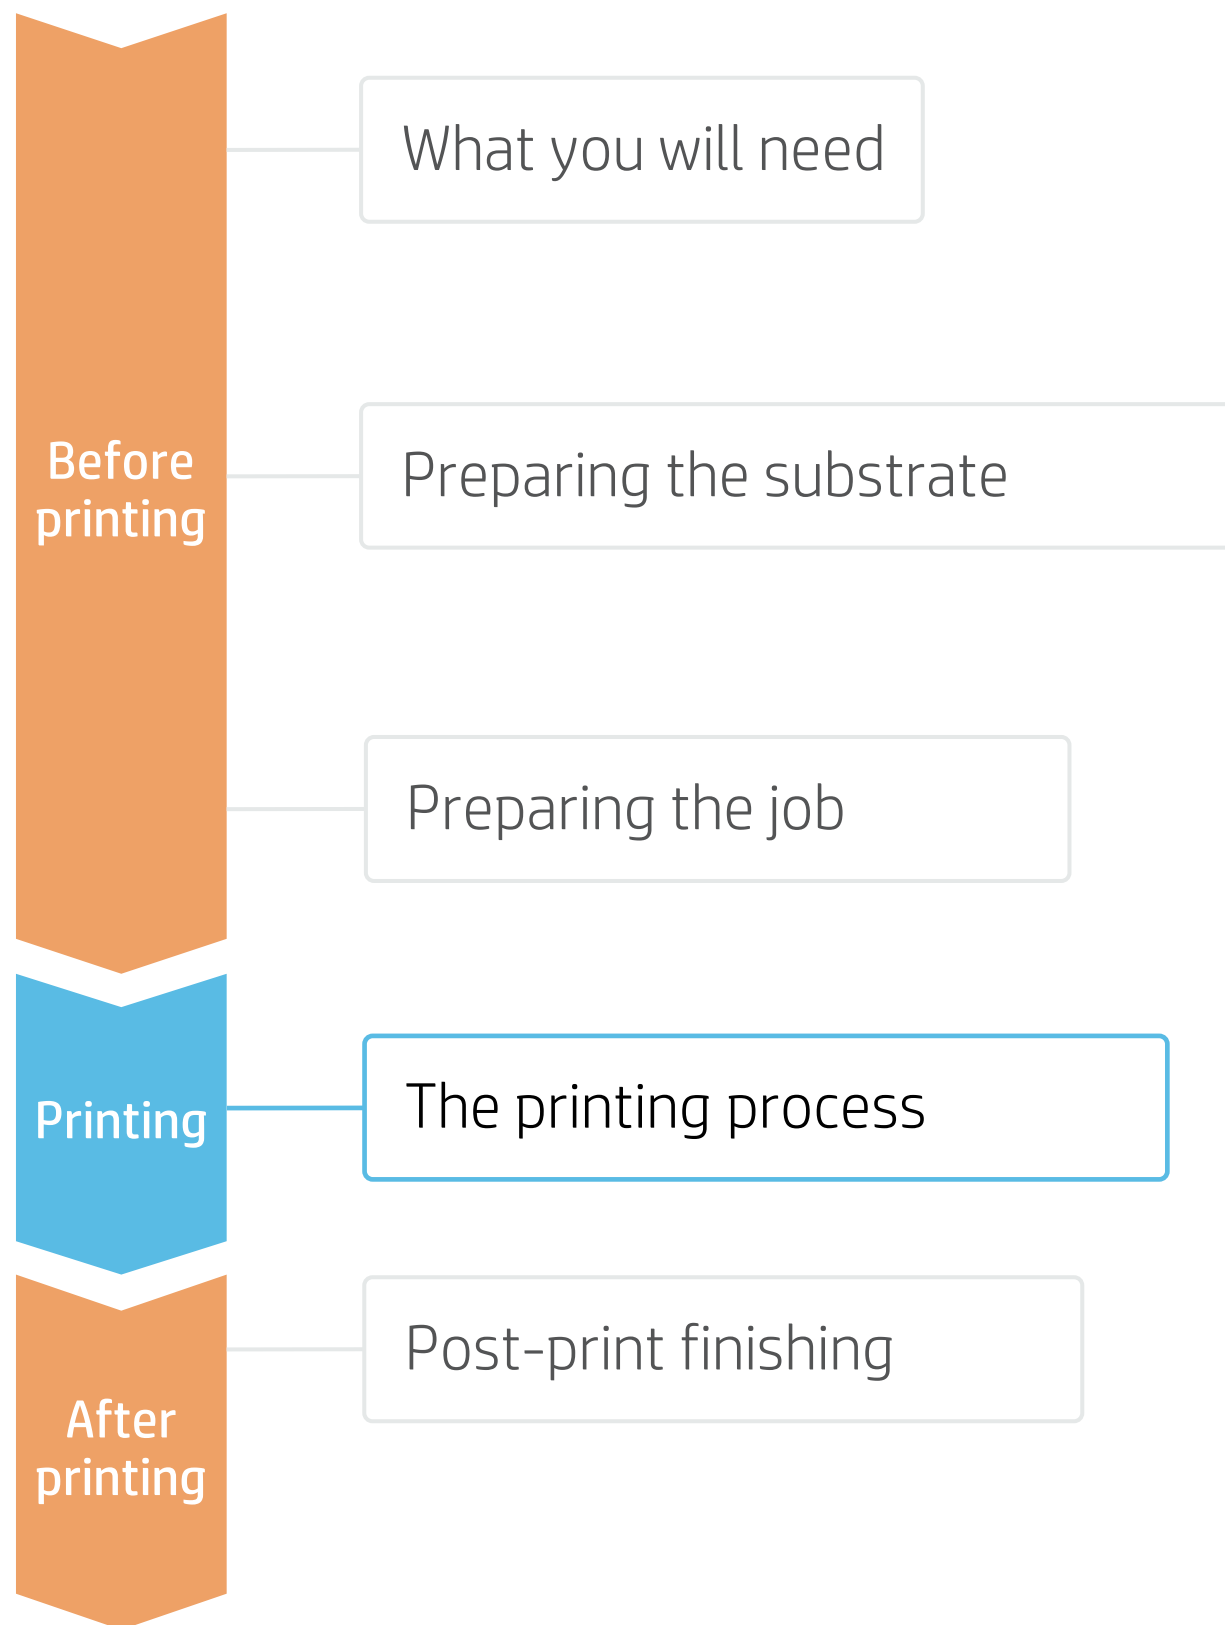 What you will need
Before
printing
Preparing the substrate
Preparing the job
Printing
The printing process
Post-print finishing
After
printing